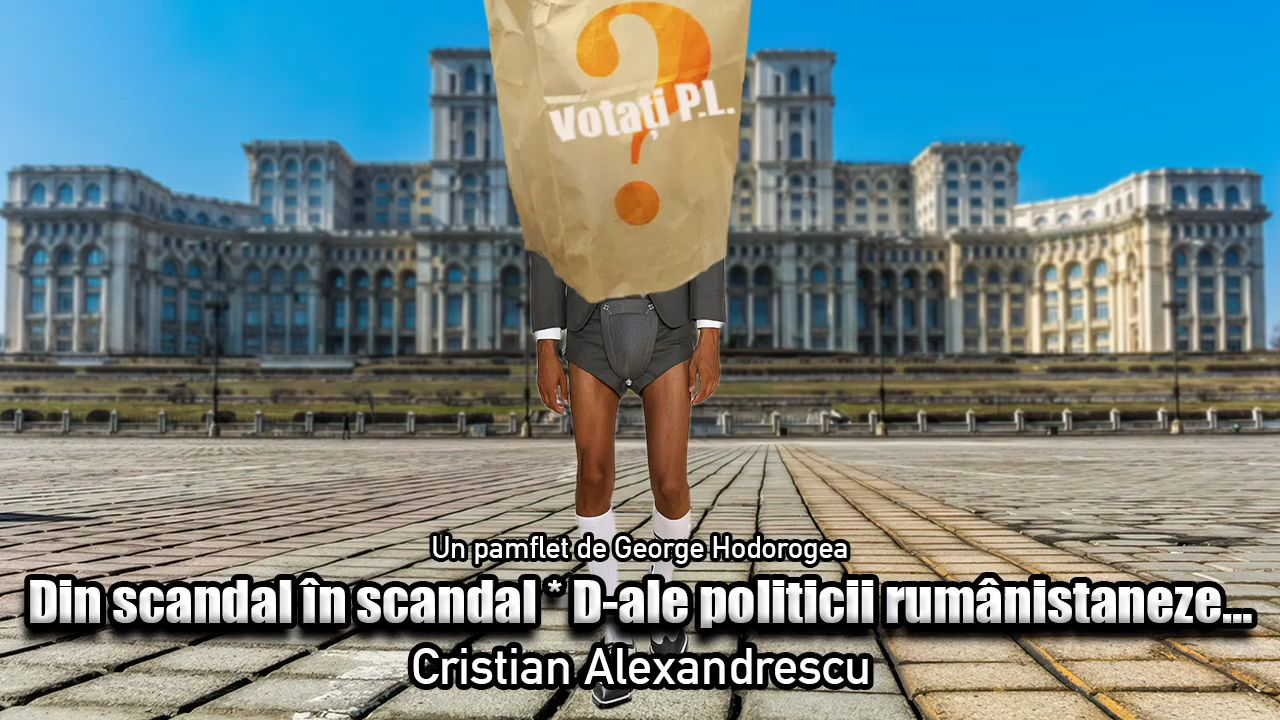 ?
Votați P.L.
Un pamflet de George Hodorogea
Din scandal în scandal * D-ale politicii rumânistaneze...
Cristian Alexandrescu